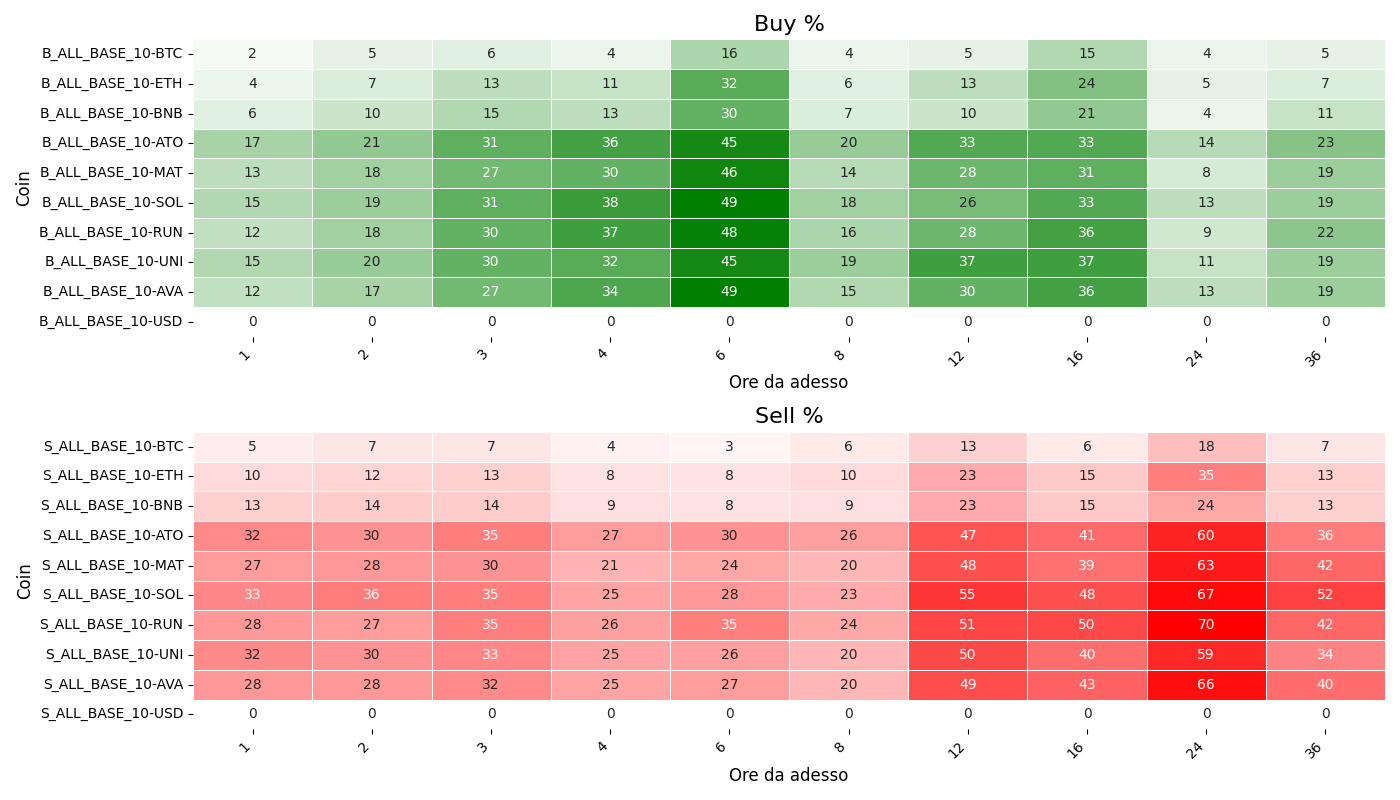 Buy %
Coin
B_ALL_BASE_10-BTC 2 5 6 4 16 4 5 15 4 5
B_ALL_BASE_10-ETH 4 7 13 11 32 6 13 24 5 7
B_ALL_BASE_10-BNB 6 10 15 13 30 7 10 21 4 11
B_ALL_BASE_10-ATO 17 21 31 36 45 20 33 33 14 23
B_ALL_BASE_10-MAT 13 18 27 30 46 14 28 31 8 19
B_ALL_BASE_10-SOL 15 19 31 38 49 18 26 33 13 19
B_ALL_BASE_10-RUN 12 18 30 37 48 16 28 36 9 22
B_ALL_BASE_10-UNI 15 20 30 32 45 19 37 37 11 19
B_ALL_BASE_10-AVA 12 17 27 34 49 15 30 36 13 19
B_ALL_BASE_10-USD 0 0 0 0 0 0 0 0 0 0
1 2 3 4 6 8 12 16 24 36
Ore da adesso
Sell %
Coin
S_ALL_BASE_10-BTC 5 7 7 4 3 6 13 6 18 7
S_ALL_BASE_10-ETH 10 12 13 8 8 10 23 15 35 13
S_ALL_BASE_10-BNB 13 14 14 9 8 9 23 15 24 13
S_ALL_BASE_10-ATO 32 30 35 27 30 26 47 41 60 36
S_ALL_BASE_10-MAT 27 28 30 21 24 20 48 39 63 42
S_ALL_BASE_10-SOL 33 36 35 25 28 23 55 48 67 52
S_ALL_BASE_10-RUN 28 27 35 26 35 24 51 50 70 42
S_ALL_BASE_10-UNI 32 30 33 25 26 20 50 40 59 34
S_ALL_BASE_10-AVA 28 28 32 25 27 20 49 43 66 40
S_ALL_BASE_10-USD 0 0 0 0 0 0 0 0 0 0
1 2 3 4 6 8 12 16 24 36
Ore da adesso